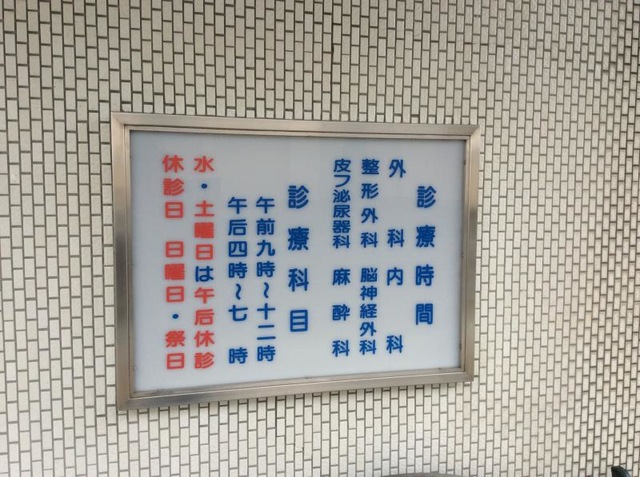 診療時間
外科内科
整形外科 脳神経外科
皮フ泌尿器科 麻酔科
診療科目
午前九時〜十二時
午后四時〜七時
水・土曜日は午后休診
休診日 日曜日・祭日